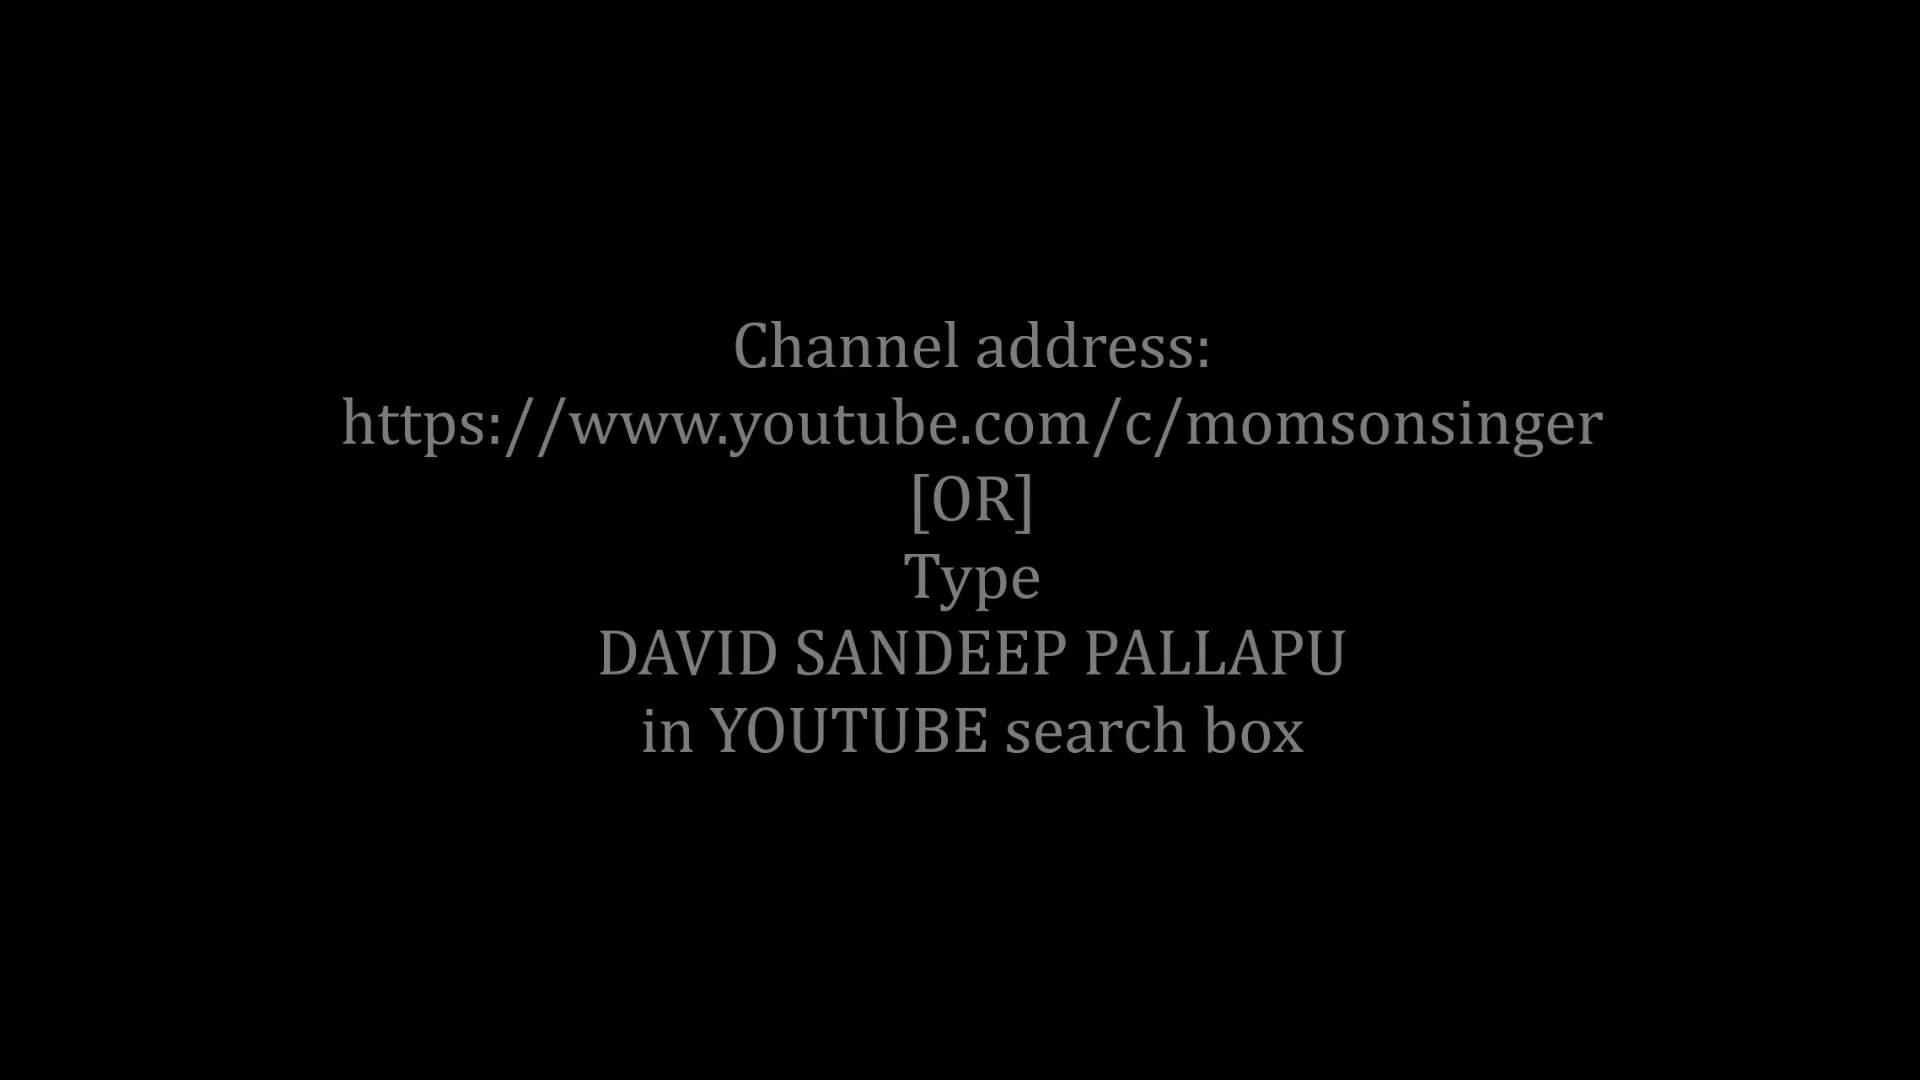 Channel address:
https://www.youtube.com/c/momsonsinger
[OR]
Type
DAVID SANDEEP PALLAPU
in YOUTUBE search box